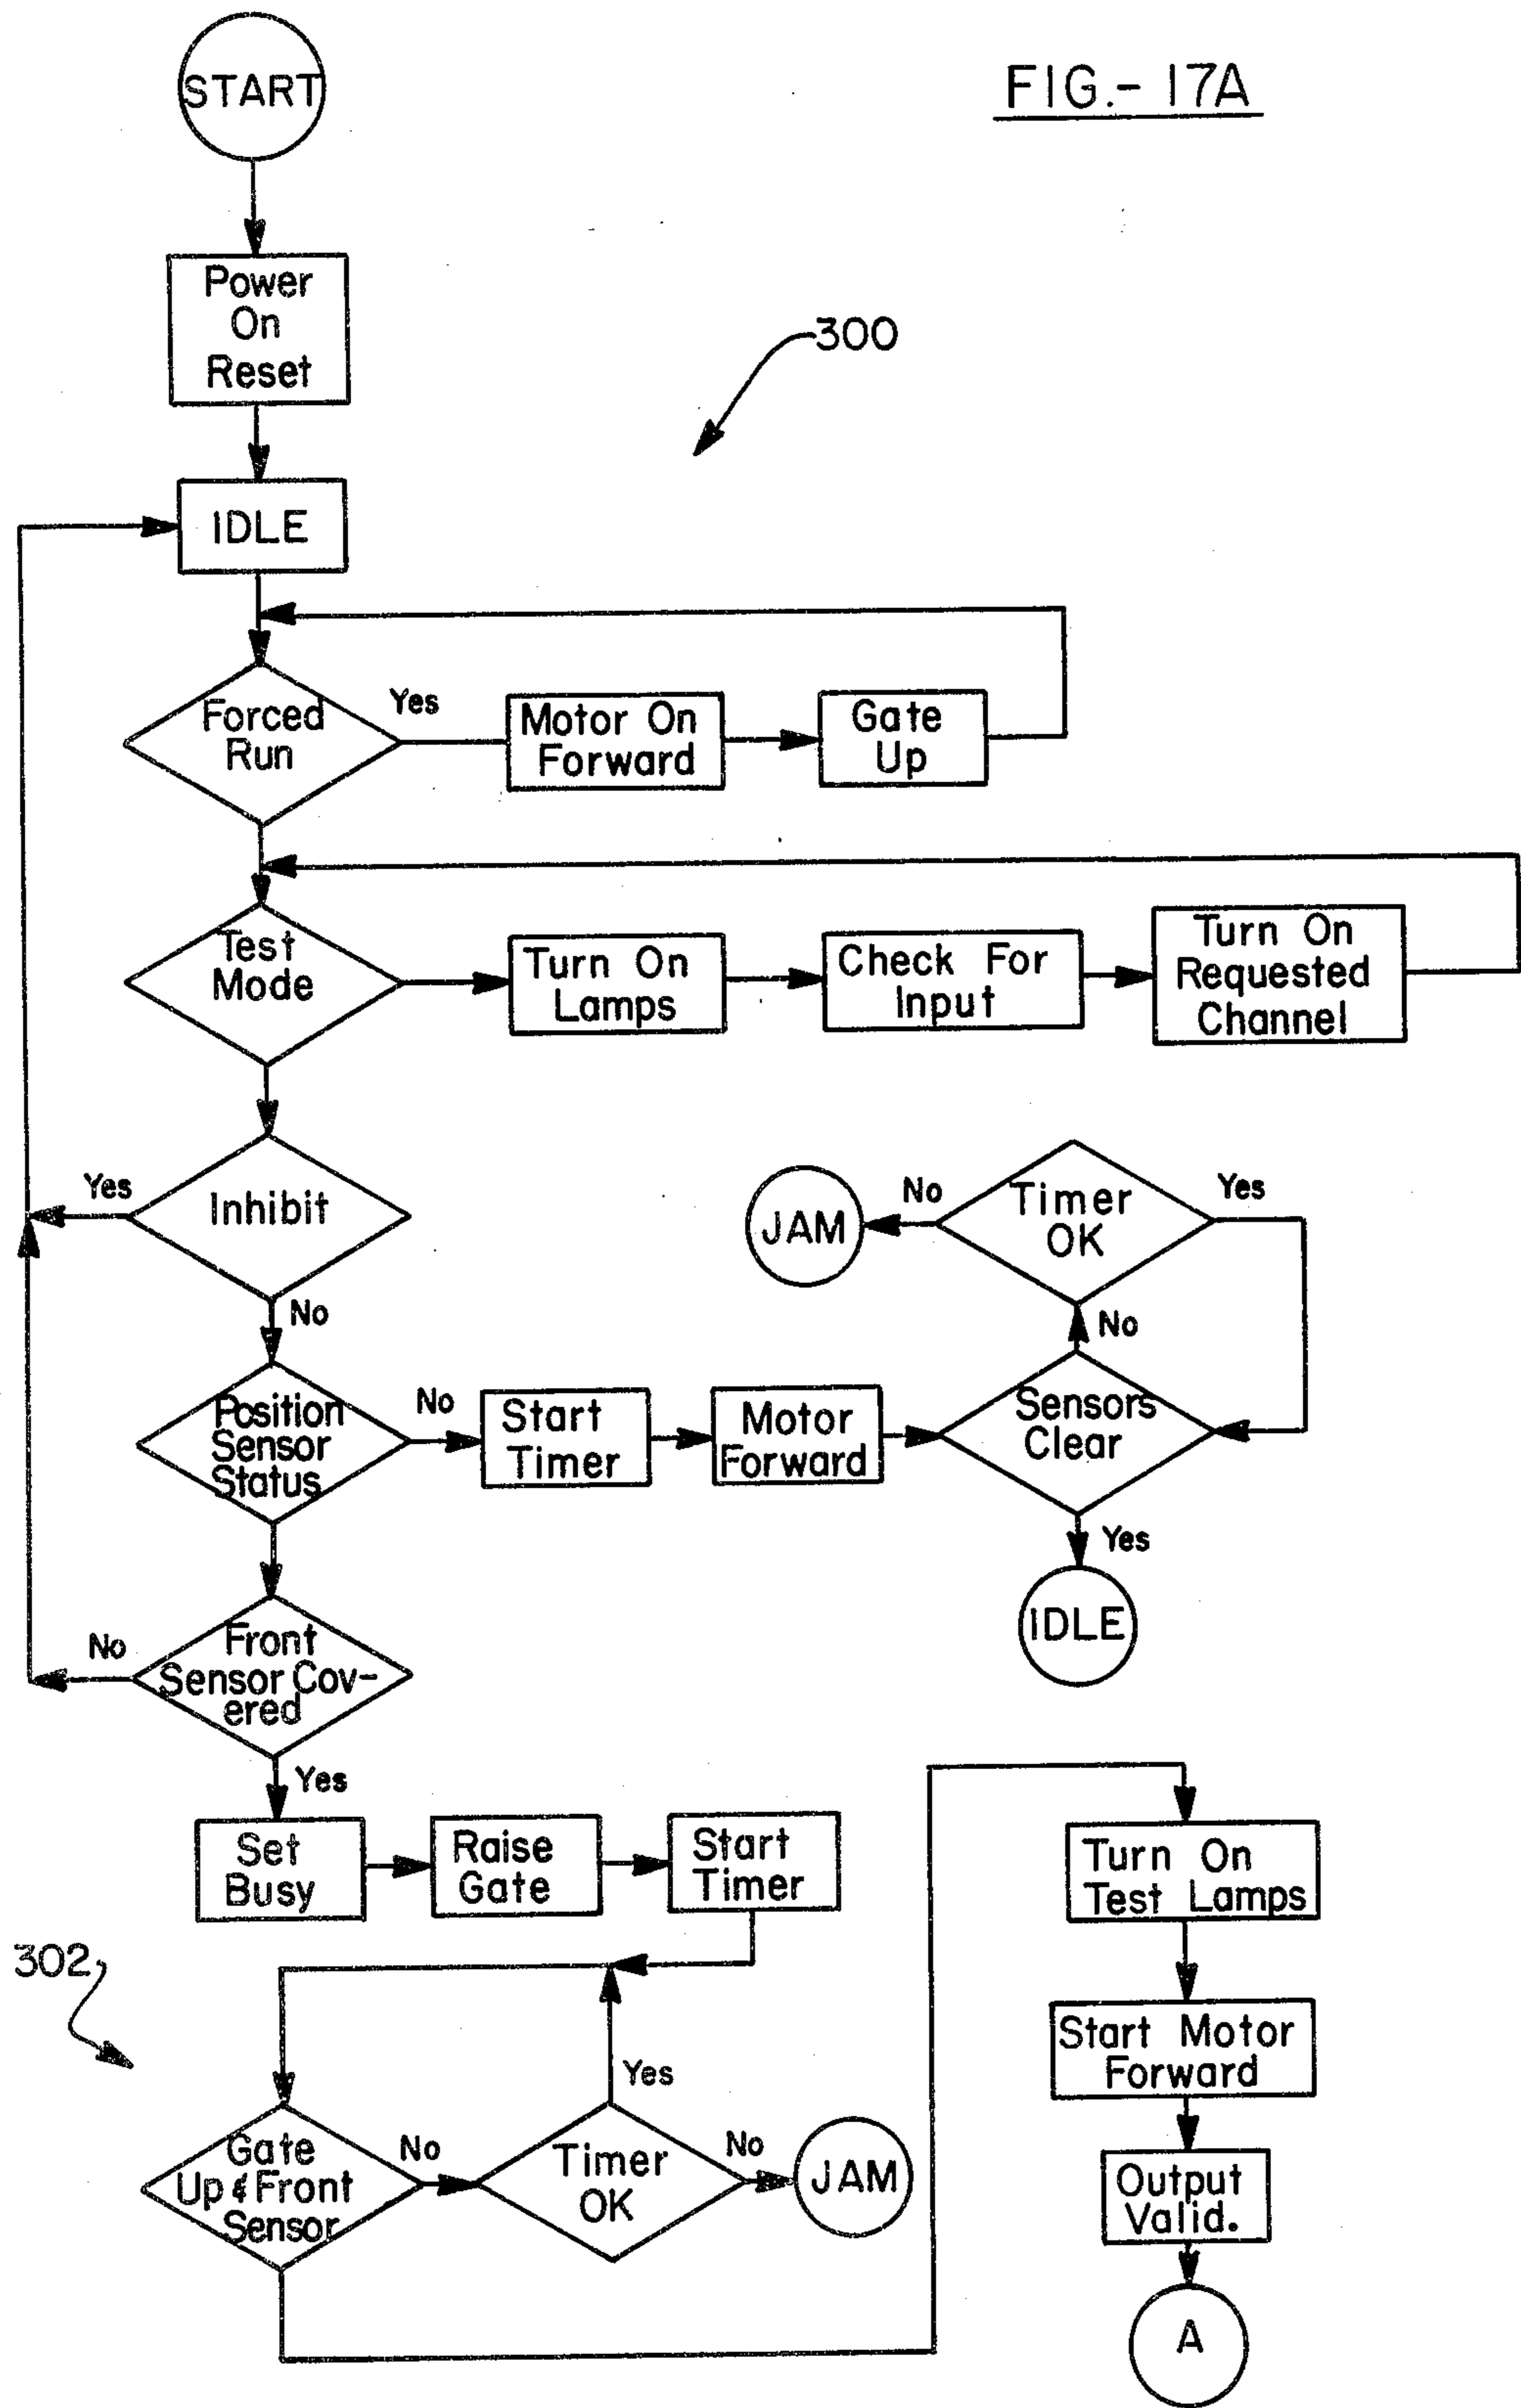 START
FIG.- 17A
Power
On
Reset
300
IDLE
Forced
Run
Yes
Motor On
Forward
Gate
Up
Test
Mode
Turn On
Lamps
Check For
Input
Turn On
Requested
Channel
Yes
Inhibit
No
JAM
No
Timer
OK
Yes
No
Position
Sensor
Status
No
Start
Timer
Motor
Forward
Sensors
Clear
Yes
IDLE
No
Front
Sensor Cov-
ered
Yes
Set
Busy
Raise
Gate
Start
Timer
Turn On
Test Lamps
302
Start Motor
Forward
Yes
Gate
Up & Front
Sensor
No
Timer
OK
No
JAM
Output
Valid.
A